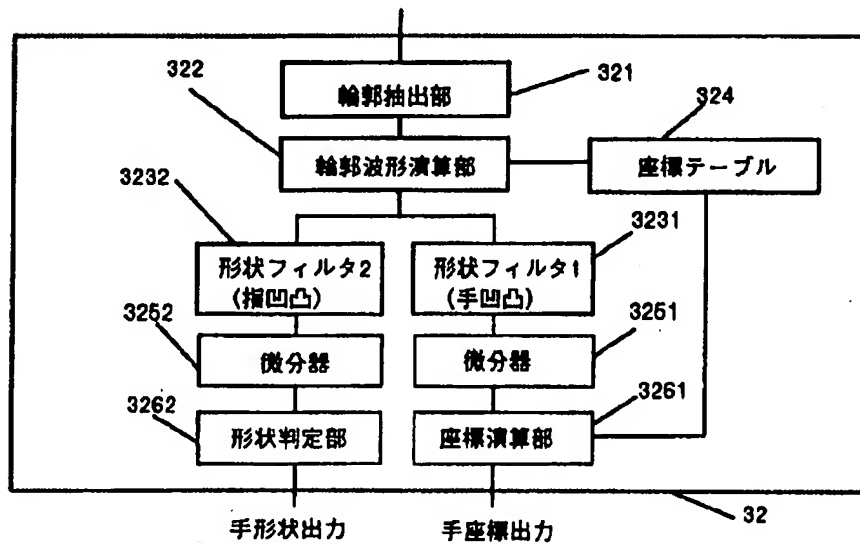 321
322
輪郭抽出部
324
輪郭波形演算部
座標テーブル
3232
3231
形状フィルタ2
(指凹凸)
形状フィルタ1
(手凹凸)
3252
3251
微分器
微分器
3262
3261
形状判定部
座標演算部
32
手形状出力
手座標出力